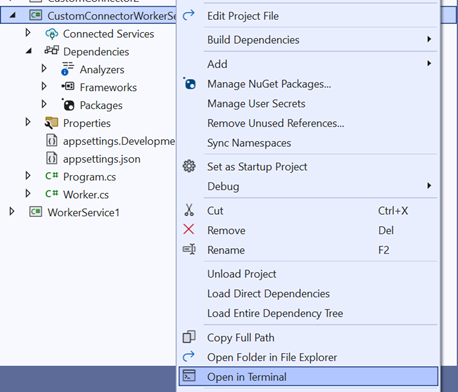 CustomConnectorWorkerSe
Connected Services
Dependencies
Analyzers
Frameworks
Packages
Properties
appsettings.Developme
appsettings.json
C# Program.cs
C# Worker.cs
WorkerService1
Edit Project File
Build Dependencies
Add
Manage NuGet Packages...
Manage User Secrets
Remove Unused References...
Sync Namespaces
Set as Startup Project
Debug
Cut Ctrl+X
Remove Del
Rename F2
Unload Project
Load Direct Dependencies
Load Entire Dependency Tree
Copy Full Path
Open Folder in File Explorer
Open in Terminal